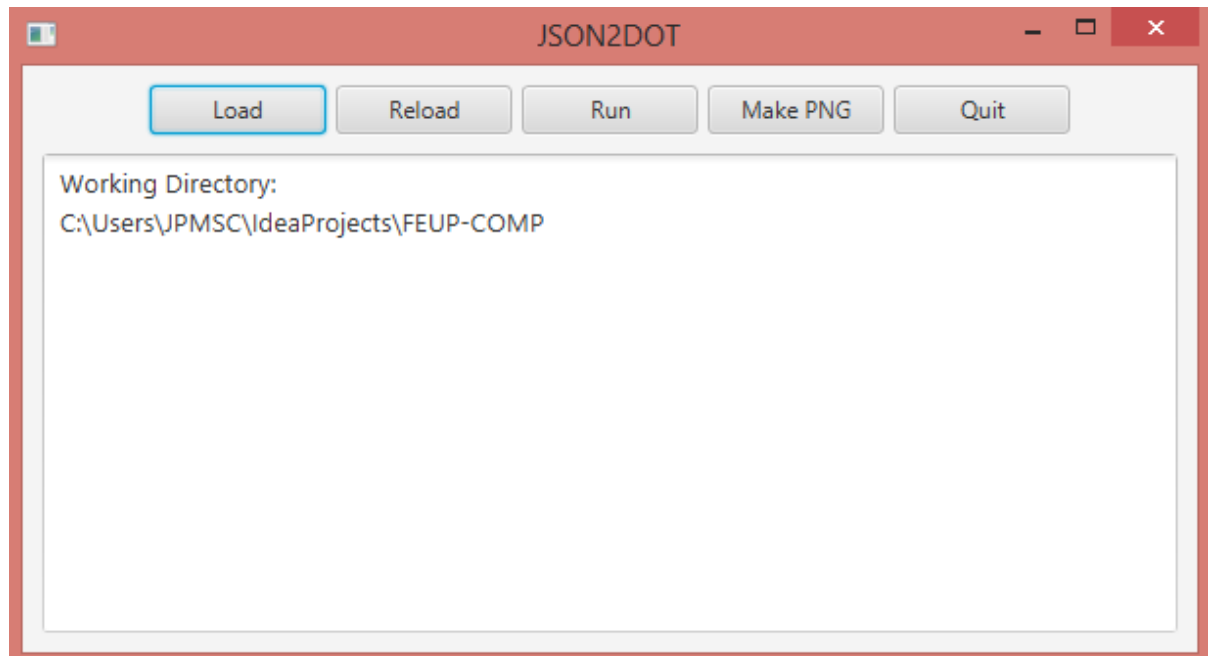 JSON2DOT
Load Reload Run Make PNG Quit
Working Directory:
C:\Users\JPMSC\IdeaProjects\FEUP-COMP